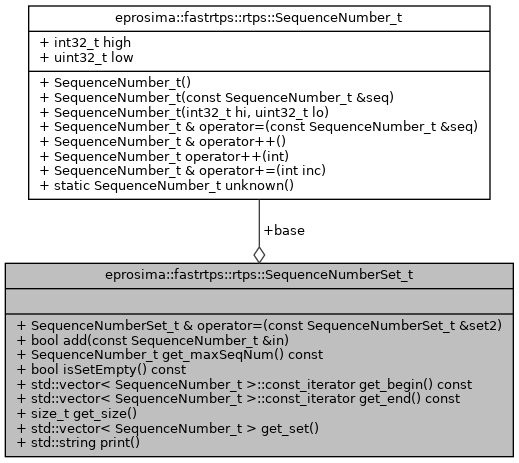 eprosima::fastrtps::rtps::SequenceNumber_t
+ int32_t high
+ uint32_t low
+ SequenceNumber_t()
+ SequenceNumber_t(const SequenceNumber_t &seq)
+ SequenceNumber_t(int32_t hi, uint32_t lo)
+ SequenceNumber_t & operator=(const SequenceNumber_t &seq)
+ SequenceNumber_t & operator++()
+ SequenceNumber_t operator++(int)
+ SequenceNumber_t & operator+=(int inc)
+ static SequenceNumber_t unknown()
+base
eprosima::fastrtps::rtps::SequenceNumberSet_t
+ SequenceNumberSet_t & operator=(const SequenceNumberSet_t &set2)
+ bool add(const SequenceNumber_t &in)
+ SequenceNumber_t get_maxSeqNum() const
+ bool isSetEmpty() const
+ std::vector< SequenceNumber_t >::const_iterator get_begin() const
+ std::vector< SequenceNumber_t >::const_iterator get_end() const
+ size_t get_size()
+ std::vector< SequenceNumber_t > get_set()
+ std::string print()